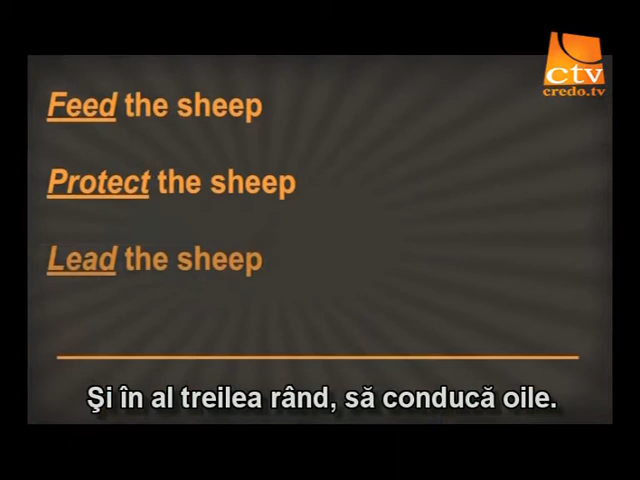 ctv
credo.tv
Feed the sheep
Protect the sheep
Lead the sheep
Şi în al treilea rând, să conducă oile.